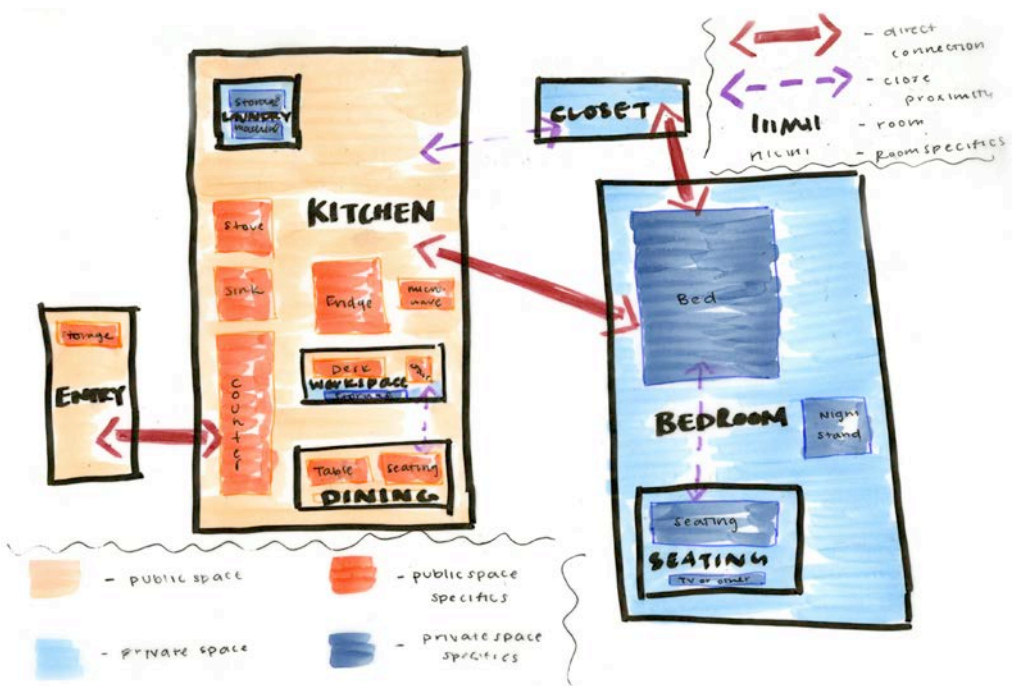 direct
connection
close
proximity
room
Room specifics
Storage
LAUNDRY
machine
CLOSET
KITCHEN
Stove
Sink
Fridge
micro
wave
counter
Desk
WORKSPACE
Storage
Table
Seating
DINING
Storage
ENTRY
Bed
BEDROOM
Night
Stand
Seating
SEATING
TV or other
- public space
- public space
specifics
- private space
- private space
specifics